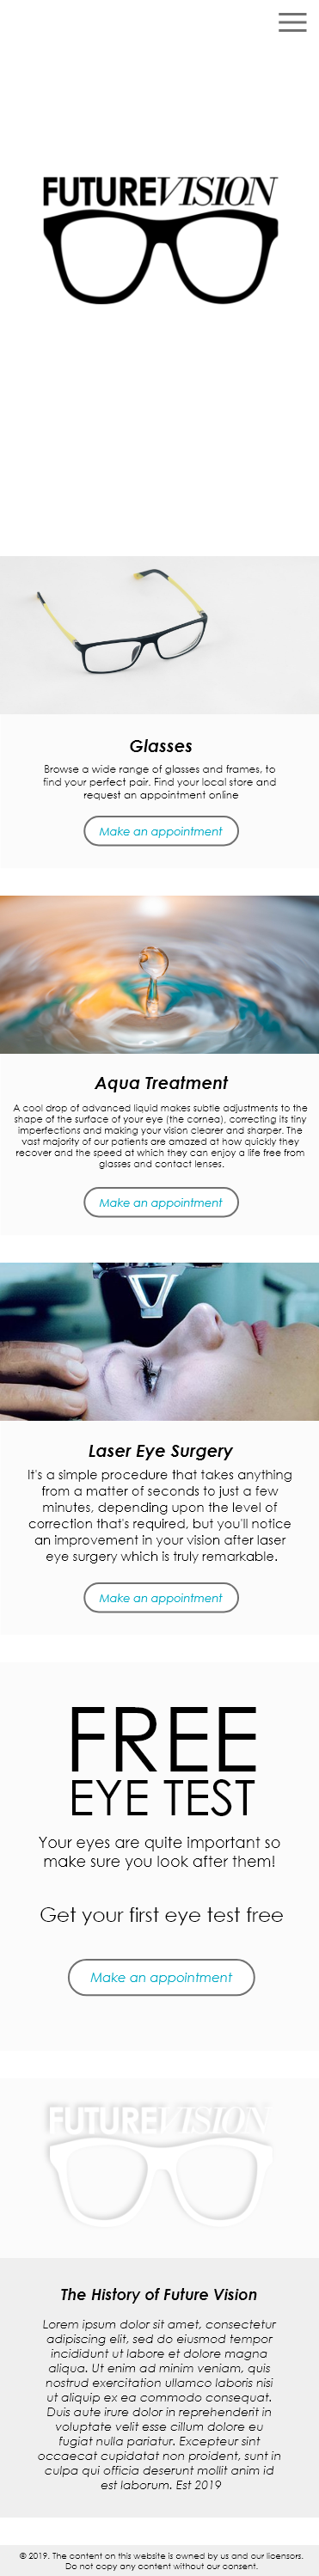 FUTUREVISION
Glasses
Browse a wide range of glasses and frames, to
find your perfect pair. Find your local store and
request an appointment online
Make an appointment
Aqua Treatment
A cool drop of advanced liquid makes subtle adjustments to the
shape of the surface of your eye (the cornea), correcting its tiny
imperfections and making your vision clearer and sharper. The
vast majority of our patients are amazed at how quickly they
recover and the speed at which they can enjoy a life free from
glasses and contact lenses.
Make an appointment
Laser Eye Surgery
It's a simple procedure that takes anything
from a matter of seconds to just a few
minutes, depending upon the level of
correction that's required, but you'll notice
an improvement in your vision after laser
eye surgery which is truly remarkable.
Make an appointment
FREE
EYE TEST
Your eyes are quite important so
make sure you look after them!
Get your first eye test free
Make an appointment
FUTUREVISION
The History of Future Vision
Lorem ipsum dolor sit amet, consectetur
adipiscing elit, sed do eiusmod tempor
incididunt ut labore et dolore magna
aliqua. Ut enim ad minim veniam, quis
nostrud exercitation ullamco laboris nisi
ut aliquip ex ea commodo consequat.
Duis aute irure dolor in reprehenderit in
voluptate velit esse cillum dolore eu
fugiat nulla pariatur. Excepteur sint
occaecat cupidatat non proident, sunt in
culpa qui officia deserunt mollit anim id
est laborum. Est 2019
© 2019. The content on this website is owned by us and our licensors.
Do not copy any content without our consent.